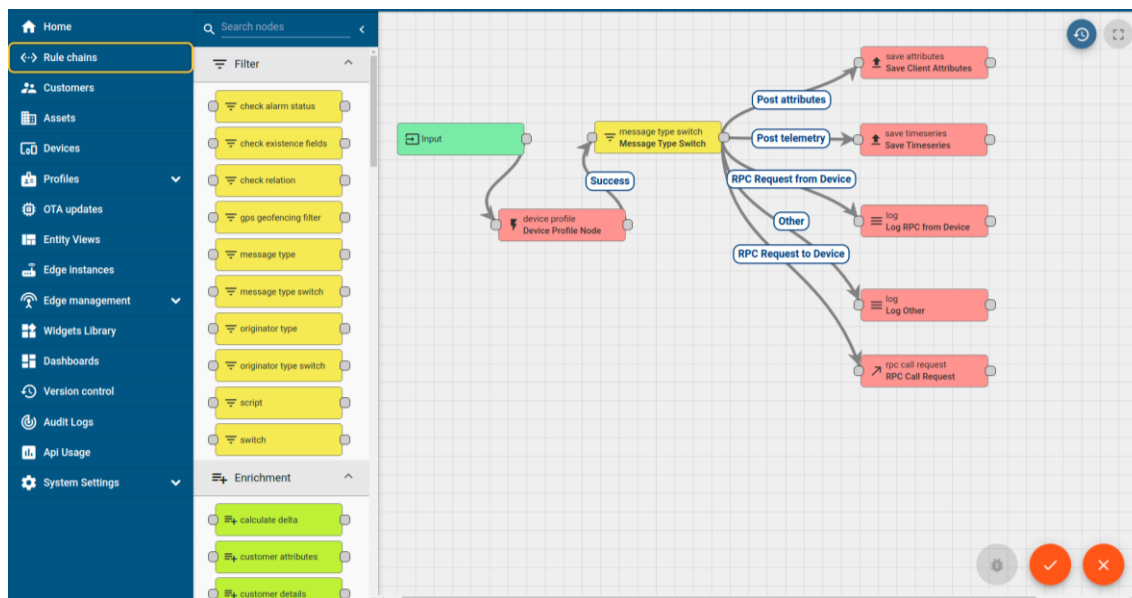 Home
Rule chains
Customers
Assets
Devices
Profiles
OTA updates
Entity Views
Edge instances
Edge management
Widgets Library
Dashboards
Version control
Audit Logs
Api Usage
System Settings
Search nodes
Filter
check alarm status
check existence fields
check relation
gps geofencing filter
message type
message type switch
originator type
originator type switch
script
switch
Enrichment
calculate delta
customer attributes
customer details
Input
device profile
Device Profile Node
Success
message type switch
Message Type Switch
Post attributes
Post telemetry
RPC Request from Device
Other
RPC Request to Device
save attributes
Save Client Attributes
save timeseries
Save Timeseries
log
Log RPC from Device
log
Log Other
rpc call request
RPC Call Request